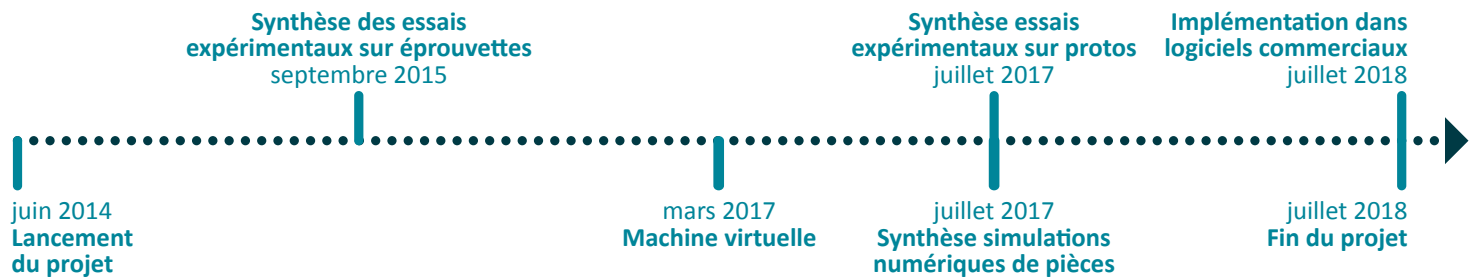 Synthèse des essais
expérimentaux sur éprouvettes
septembre 2015
Synthèse essais
expérimentaux sur protos
juillet 2017
Implémentation dans
logiciels commerciaux
juillet 2018
juin 2014
Lancement
du projet
mars 2017
Machine virtuelle
juillet 2017
Synthèse simulations
numériques de pièces
juillet 2018
Fin du projet